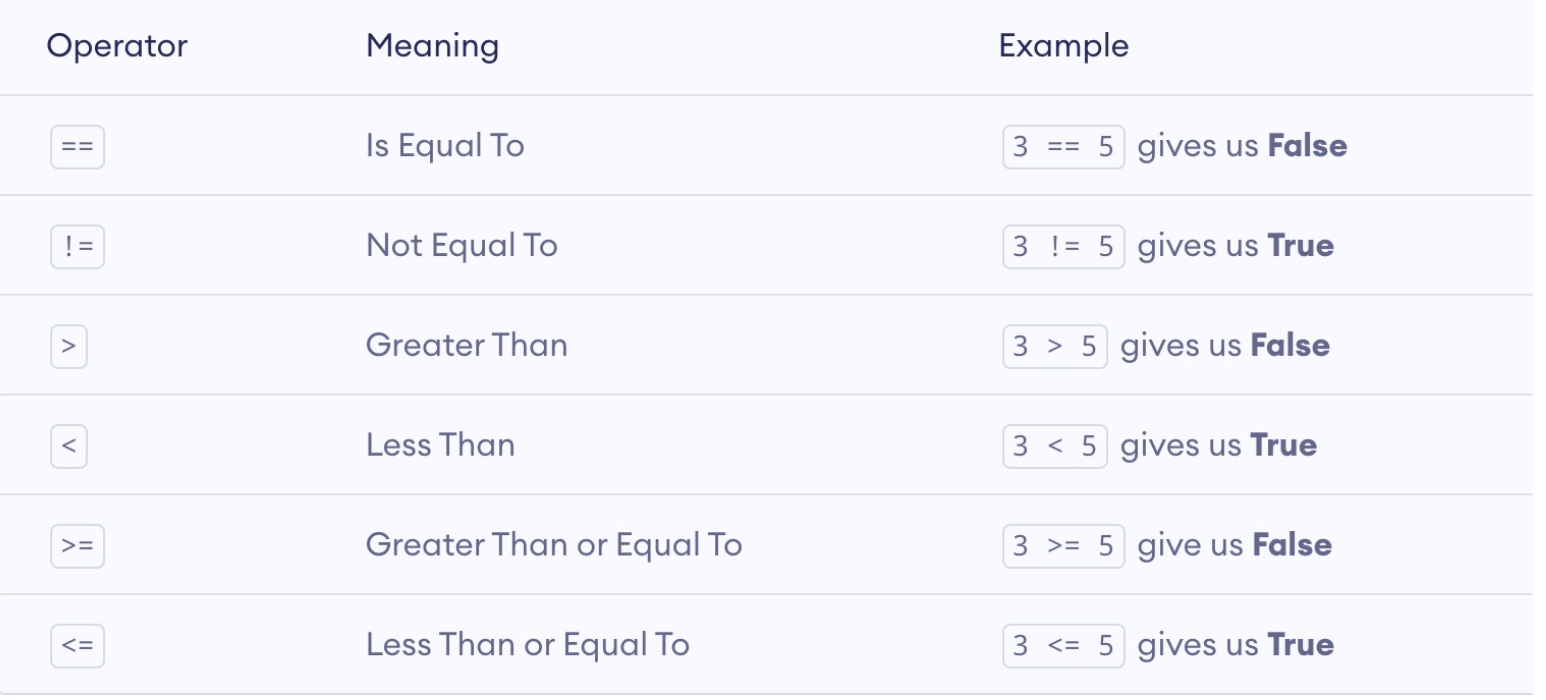 Operator Meaning Example
== Is Equal To 3 == 5 gives us False
!= Not Equal To 3 != 5 gives us True
> Greater Than 3 > 5 gives us False
< Less Than 3 < 5 gives us True
>= Greater Than or Equal To 3 >= 5 give us False
<= Less Than or Equal To 3 <= 5 gives us True